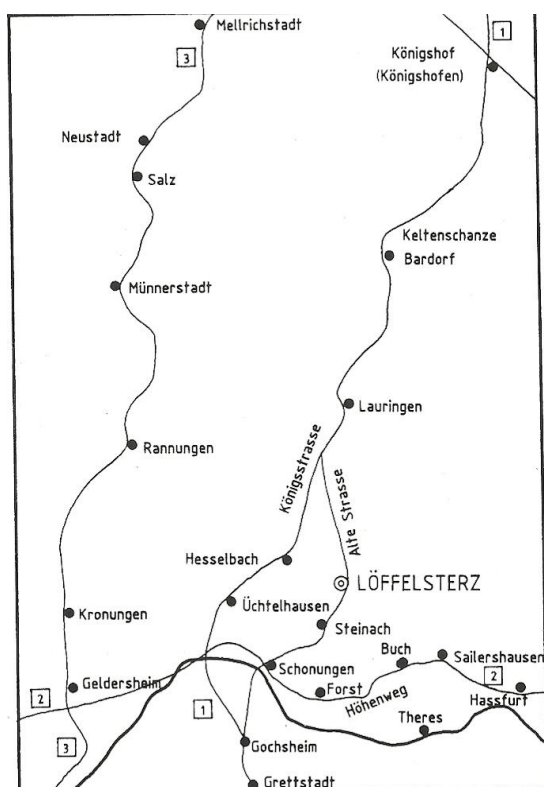 Mellrichstadt
1
3
Königshof
(Königshofen)
Neustadt
Salz
Keltenschanze
Bardorf
Münnerstadt
Lauringen
Rannungen
Königsstrasse
Alte Strasse
Hesselbach
LÖFFELSTERZ
Üchtelhausen
Kronungen
Steinach
Buch
Sailershausen
Schonungen
Geldersheim
Forst
2
Hassfurt
2
Höhenweg
1
Theres
3
Gochsheim
Grettstadt